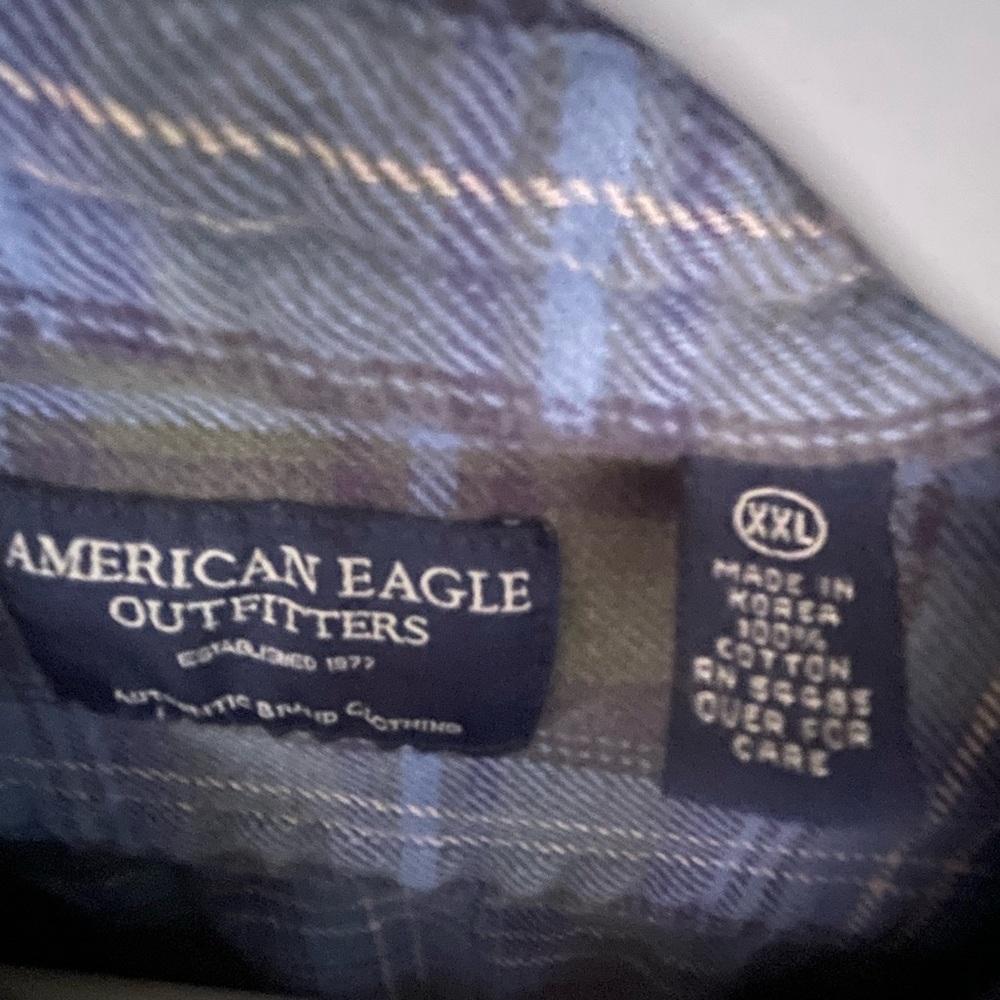 AMERICAN EAGLE
OUTFITTERS
ESTABLISHED 1977
AUTHENTIC BRAND CLOTHING
XXL
MADE IN
KOREA
100%
COTTON
RN 54485
OVER FOR
CARE